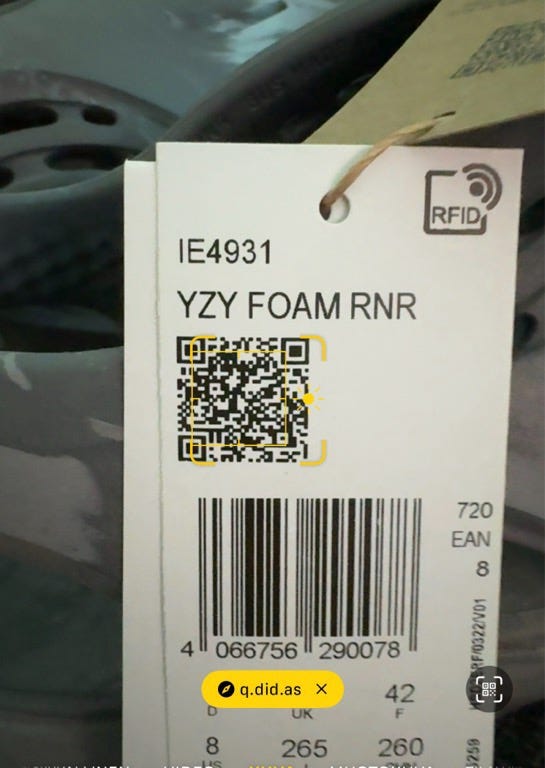 RFID
IE4931
YZY FOAM RNR
720
EAN
8
4 066756 290078
q.did.as ×
D UK 42 F
8 265 260